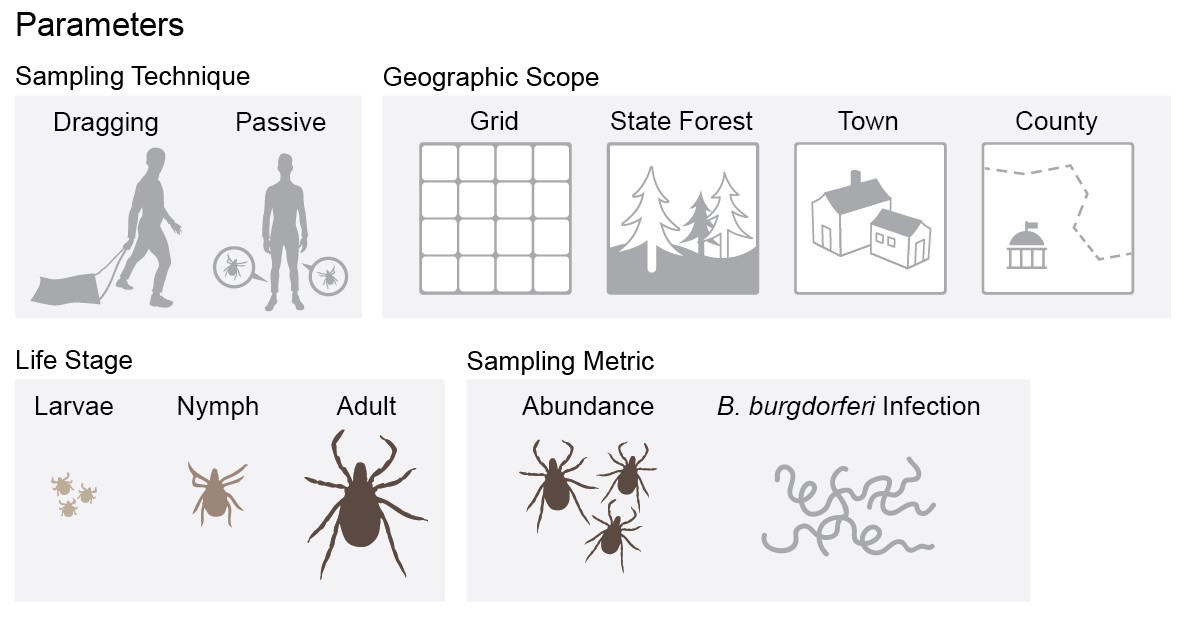 Parameters
Sampling Technique
Dragging Passive
Geographic Scope
Grid State Forest Town County
Life Stage
Larvae Nymph Adult
Sampling Metric
Abundance B. burgdorferi Infection